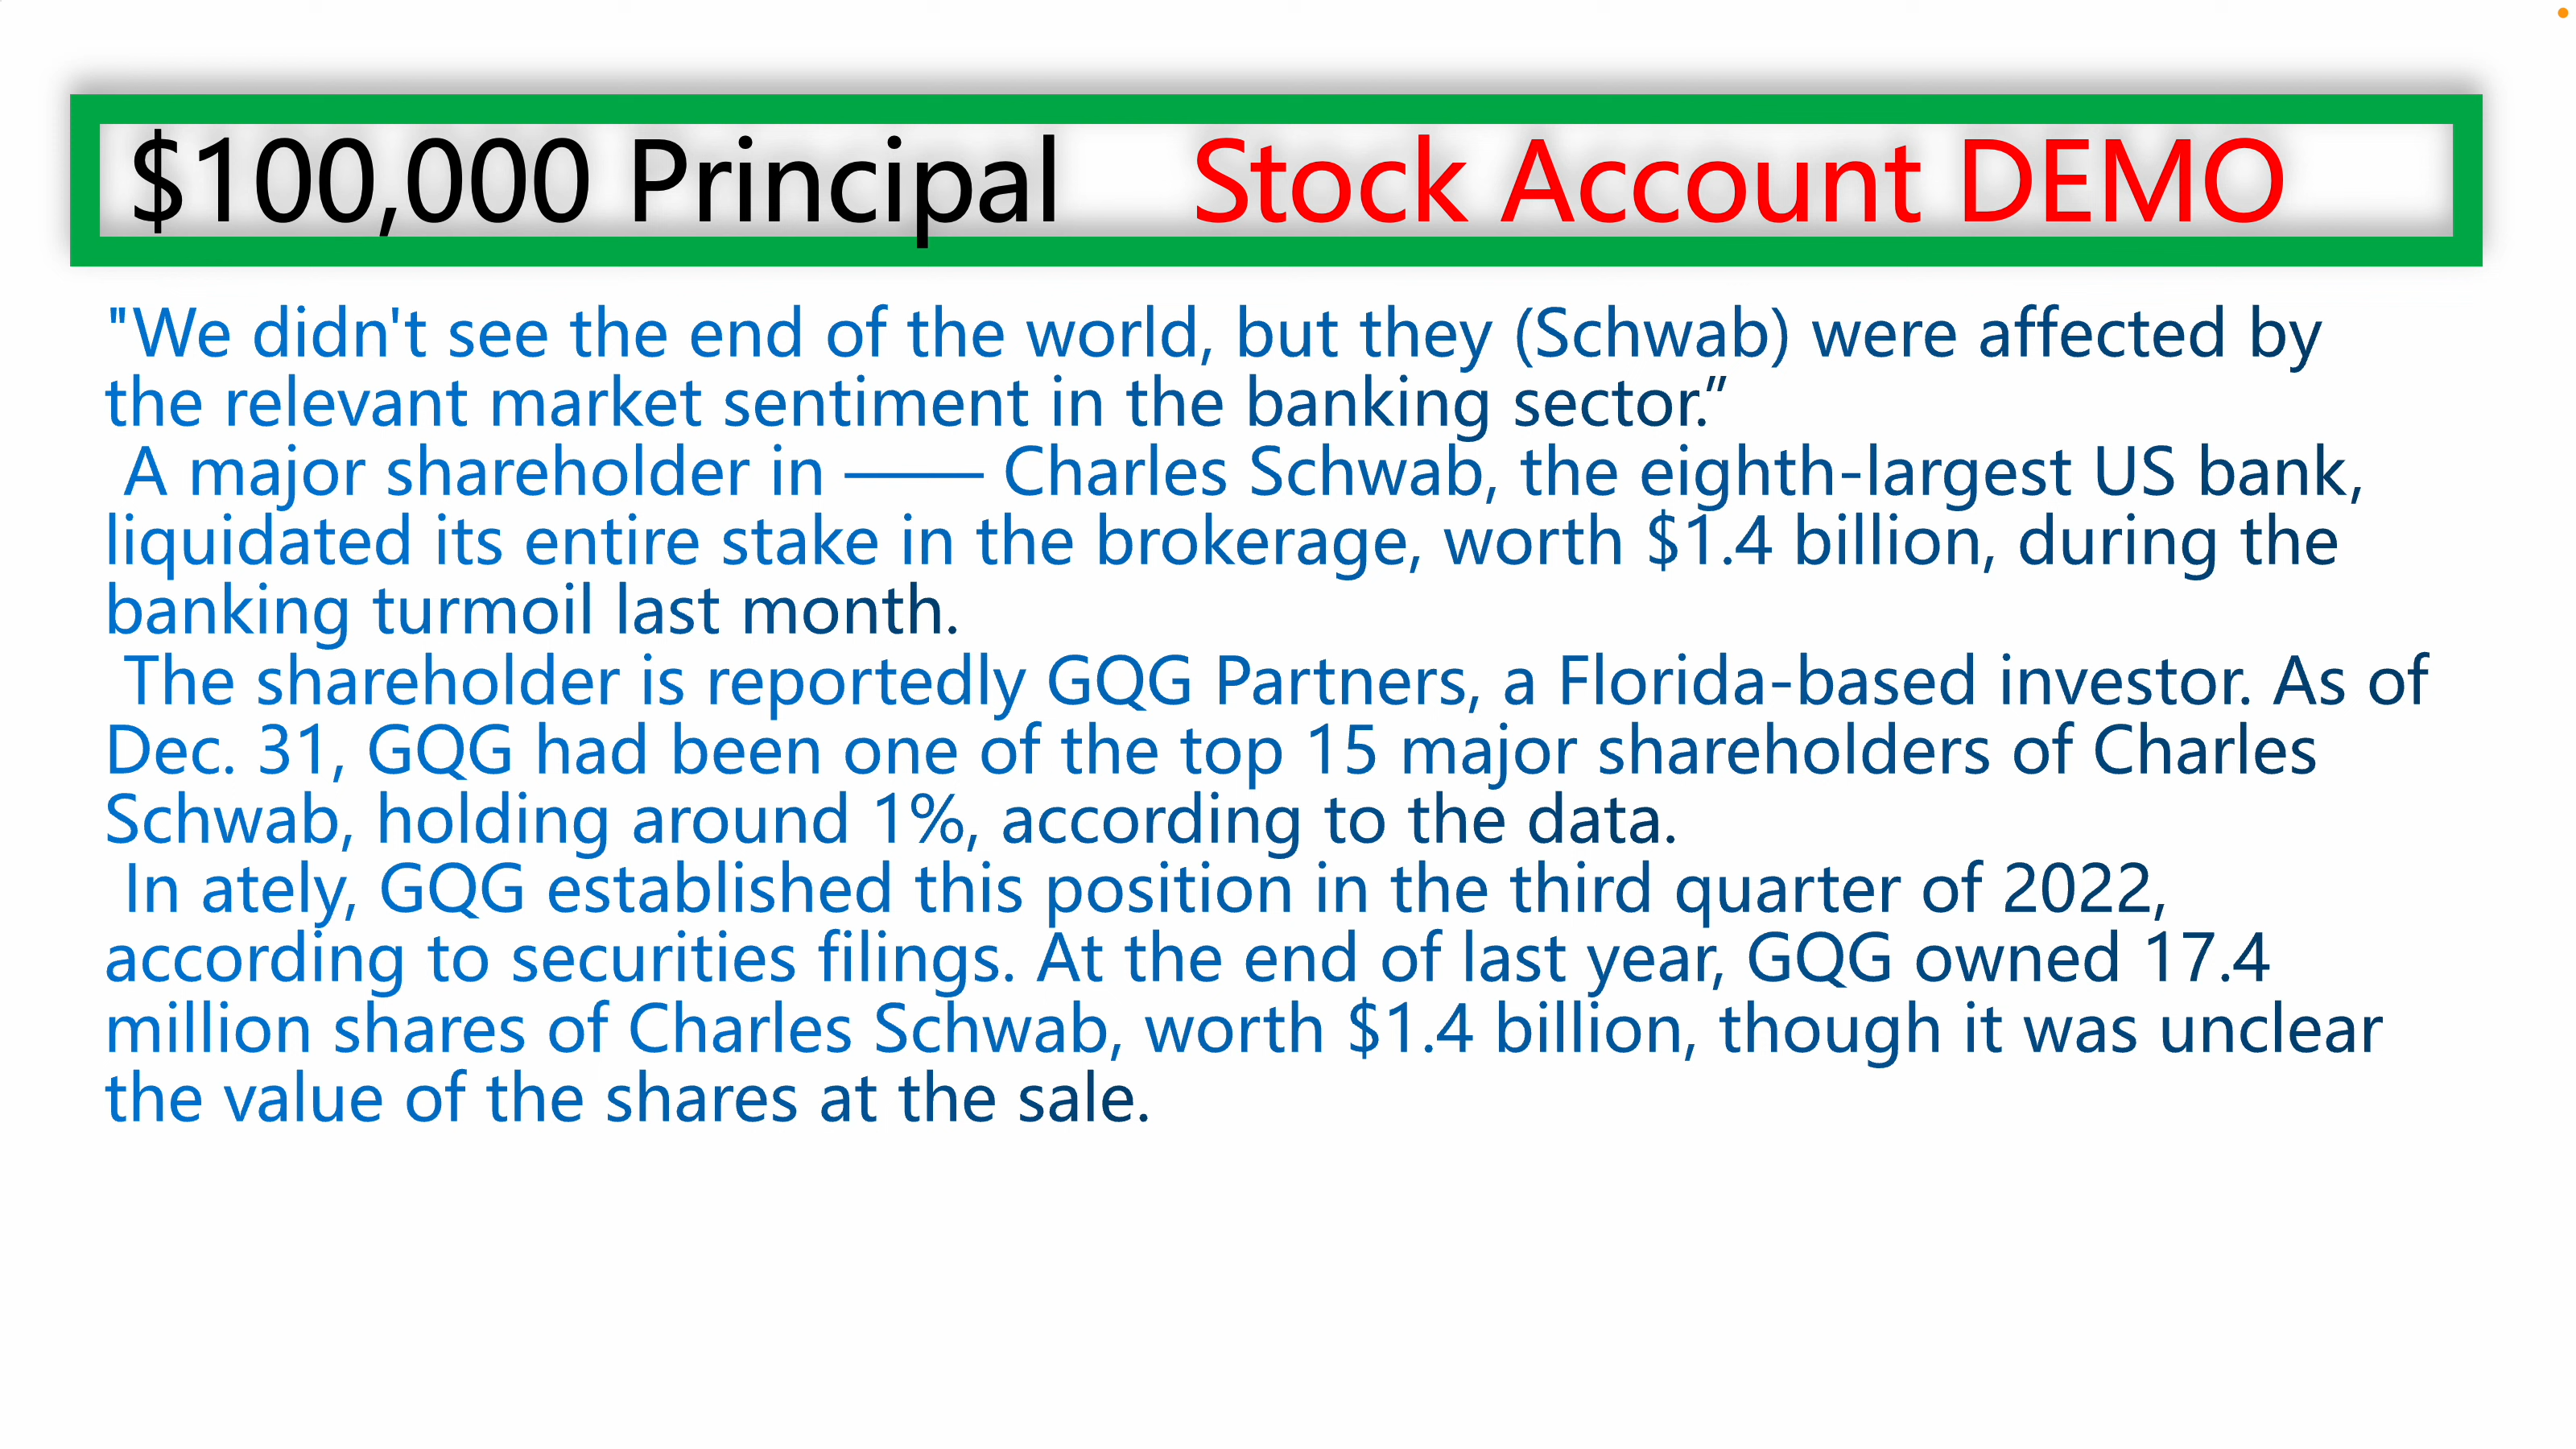 $100,000 Principal Stock Account DEMO
"We didn't see the end of the world, but they (Schwab) were affected by
the relevant market sentiment in the banking sector.”
A major shareholder in —— Charles Schwab, the eighth-largest US bank,
liquidated its entire stake in the brokerage, worth $1.4 billion, during the
banking turmoil last month.
The shareholder is reportedly GQG Partners, a Florida-based investor. As of
Dec. 31, GQG had been one of the top 15 major shareholders of Charles
Schwab, holding around 1%, according to the data.
In ately, GQG established this position in the third quarter of 2022,
according to securities filings. At the end of last year, GQG owned 17.4
million shares of Charles Schwab, worth $1.4 billion, though it was unclear
the value of the shares at the sale.